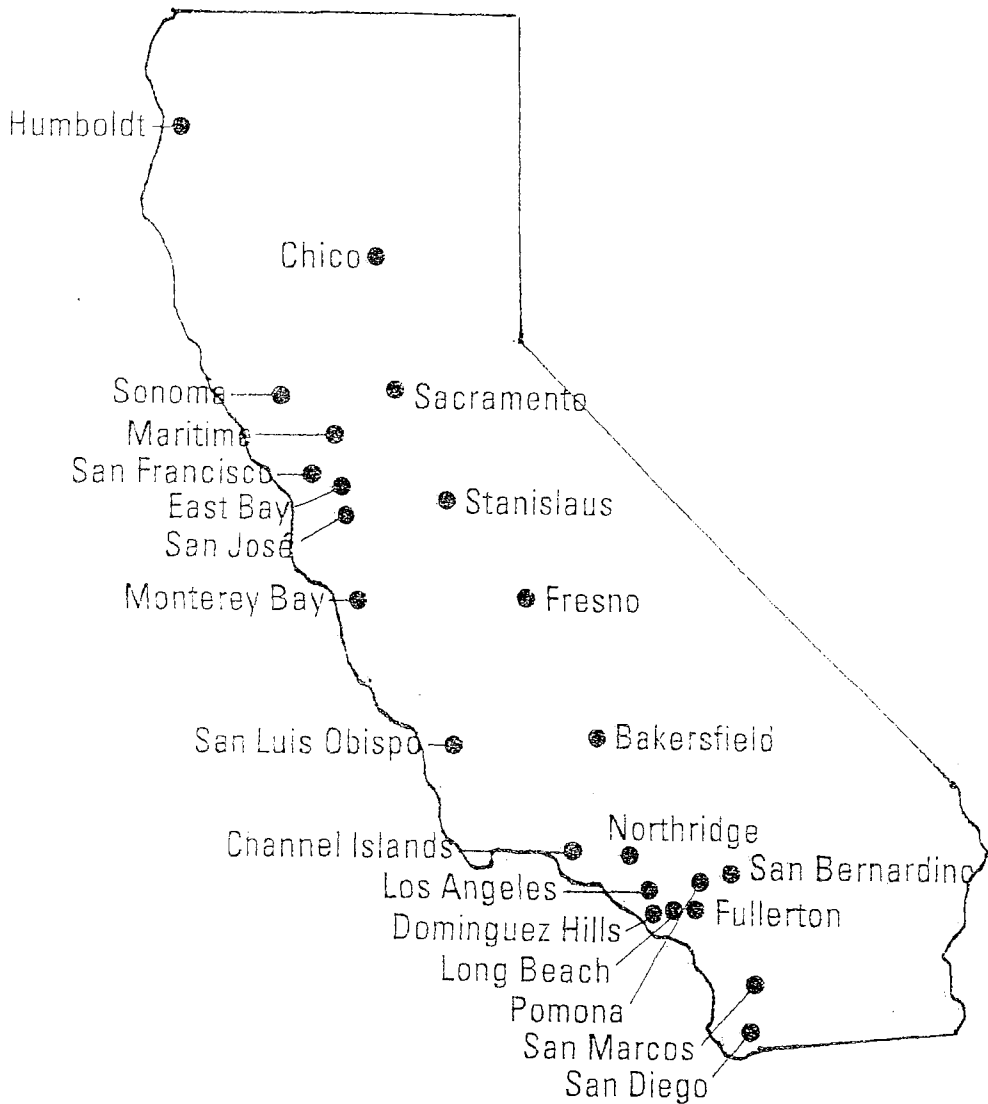 Humboldt
Chico
Sonoma
Sacramento
Maritime
San Francisco
East Bay
Stanislaus
San José
Monterey Bay
Fresno
San Luis Obispo
Bakersfield
Northridge
Channel Islands
San Bernardino
Los Angeles
Fullerton
Dominguez Hills
Long Beach
Pomona
San Marcos
San Diego